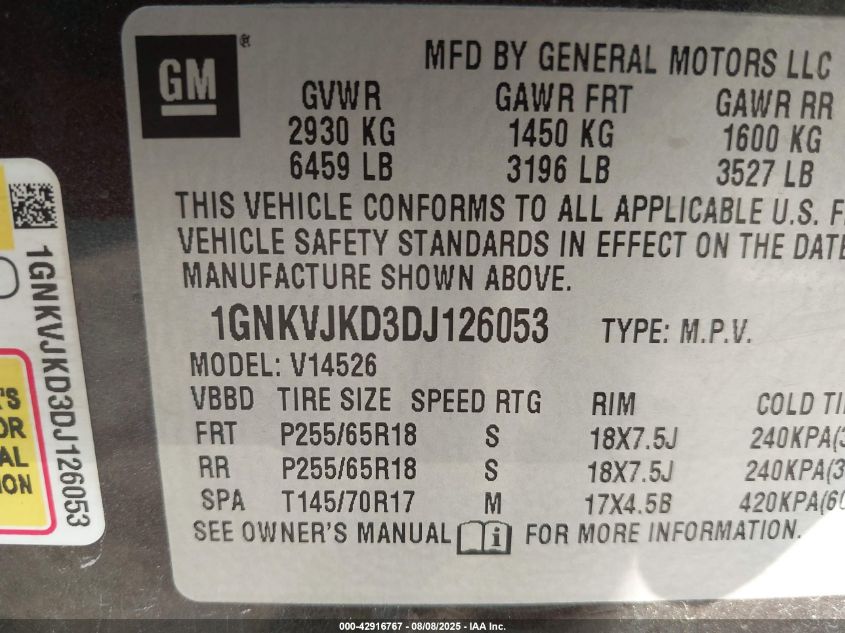 GM
®
MFD BY GENERAL MOTORS LLC
GVWR GAWR FRT GAWR RR
2930 KG 1450 KG 1600 KG
6459 LB 3196 LB 3527 LB
THIS VEHICLE CONFORMS TO ALL APPLICABLE U.S. F
VEHICLE SAFETY STANDARDS IN EFFECT ON THE DATE
MANUFACTURE SHOWN ABOVE.
1GNKVJKD3DJ126053 TYPE: M.P.V.
MODEL: V14526
VBBD TIRE SIZE SPEED RTG RIM COLD TI
FRT P255/65R18 S 18X7.5J 240KPA(3
RR P255/65R18 S 18X7.5J 240KPA(3
SPA T145/70R17 M 17X4.5B 420KPA(60
SEE OWNER'S MANUAL i FOR MORE INFORMATION.
1GNKVJKD3DJ126053
T'S
OR
AL
ION
000-42916767 - 08/08/2025 - IAA Inc.